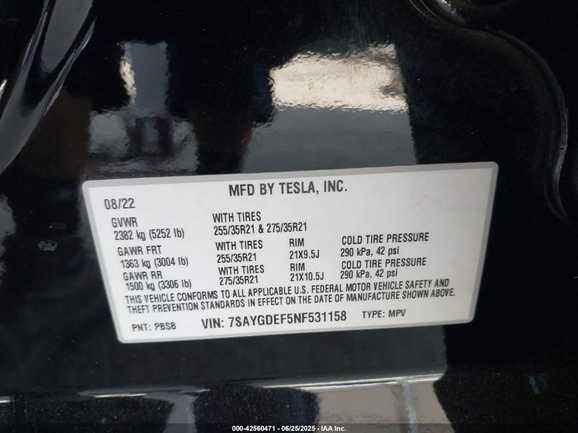 MFD BY TESLA, INC.
08/22
GVWR WITH TIRES
2382 kg (5252 lb) 255/35R21 & 275/35R21
GAWR FRT WITH TIRES RIM COLD TIRE PRESSURE
1363 kg (3004 lb) 255/35R21 21X9.5J 290 kPa, 42 psi
GAWR RR WITH TIRES RIM COLD TIRE PRESSURE
1500 kg (3306 lb) 275/35R21 21X10.5J 290 kPa, 42 psi
THIS VEHICLE CONFORMS TO ALL APPLICABLE U.S. FEDERAL MOTOR VEHICLE SAFETY AND
THEFT PREVENTION STANDARDS IN EFFECT ON THE DATE OF MANUFACTURE SHOWN ABOVE.
PNT: PBSB VIN: 7SAYGDEF5NF531158 TYPE: MPV
000-42560471 - 06/25/2025 - IAA Inc.